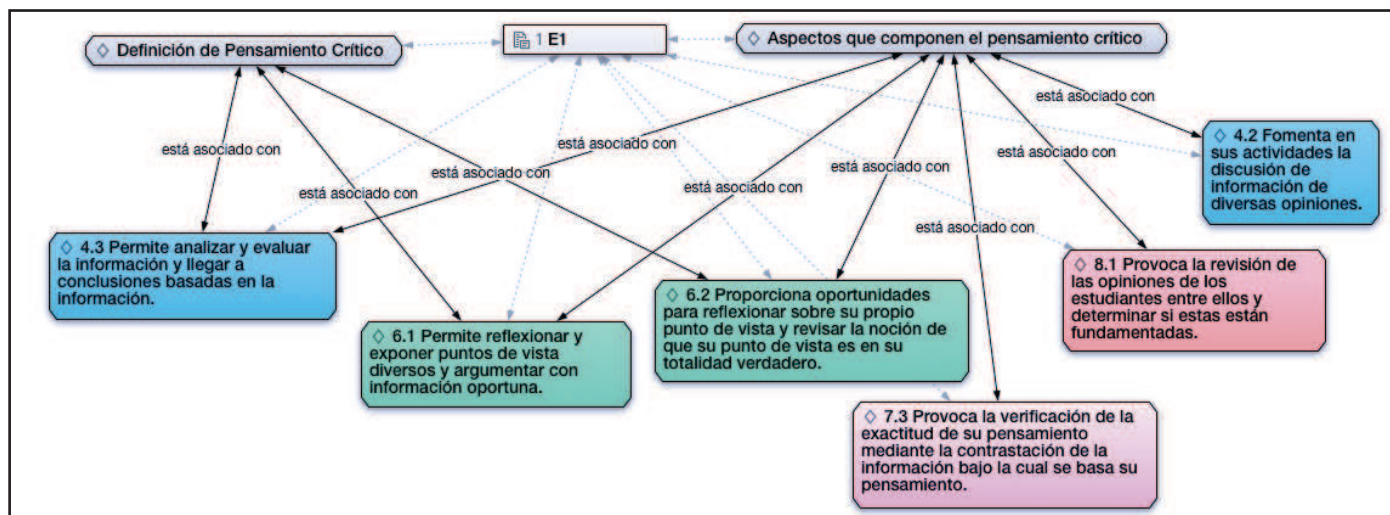 Definición de Pensamiento Crítico
1 E1
Aspectos que componen el pensamiento crítico
está asociado con
está asociado con
está asociado con
está asociado con
está asociado con
está asociado con
está asociado con
está asociado con
está asociado con
4.2 Fomenta en
sus actividades la
discusión de
información de
diversas opiniones.
4.3 Permite analizar y evaluar
la información y llegar a
conclusiones basadas en la
información.
8.1 Provoca la revisión de
las opiniones de los
estudiantes entre ellos y
determinar si estas están
fundamentadas.
6.2 Proporciona oportunidades
para reflexionar sobre su propio
punto de vista y revisar la noción de
que su punto de vista es en su
totalidad verdadero.
6.1 Permite reflexionar y
exponer puntos de vista
diversos y argumentar con
información oportuna.
7.3 Provoca la verificación de la
exactitud de su pensamiento
mediante la contrastación de la
información bajo la cual se basa su
pensamiento.